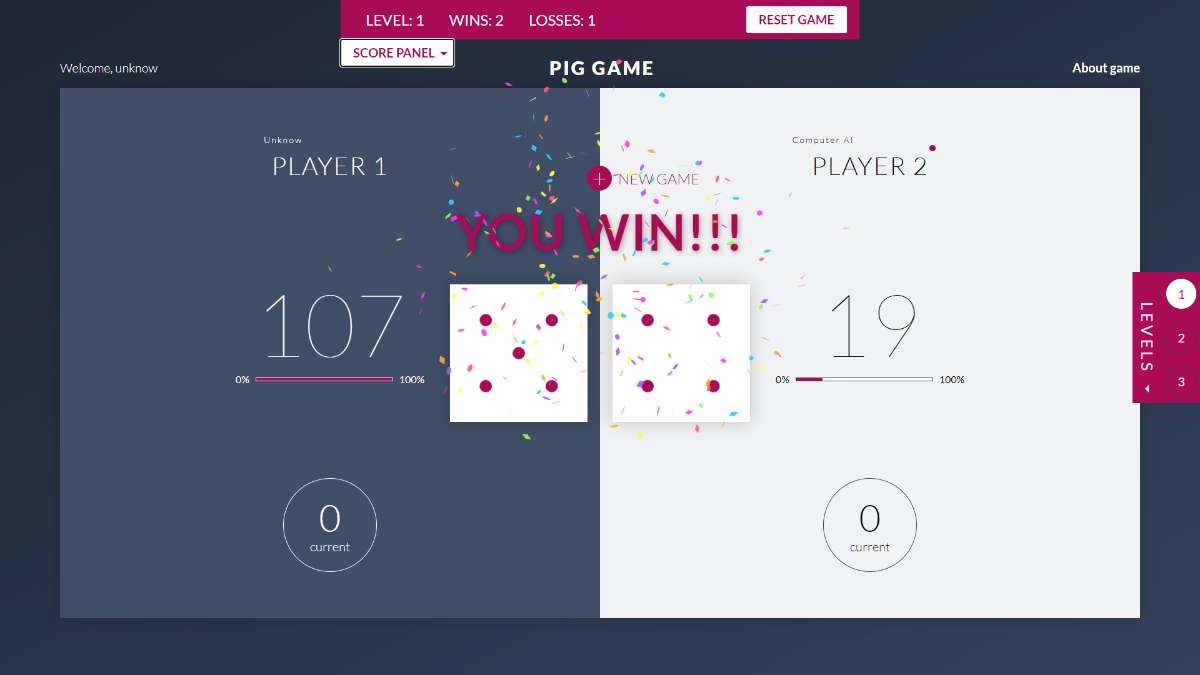 LEVEL: 1 WINS: 2 LOSSES: 1 RESET GAME
SCORE PANEL
Welcome, unknow
PIG GAME
About game
Unknow
PLAYER 1
Computer AI
PLAYER 2
NEW GAME
YOU WIN!!!
107
0% 100%
19
0% 100%
LEVELS
1
2
3
0
current
0
current